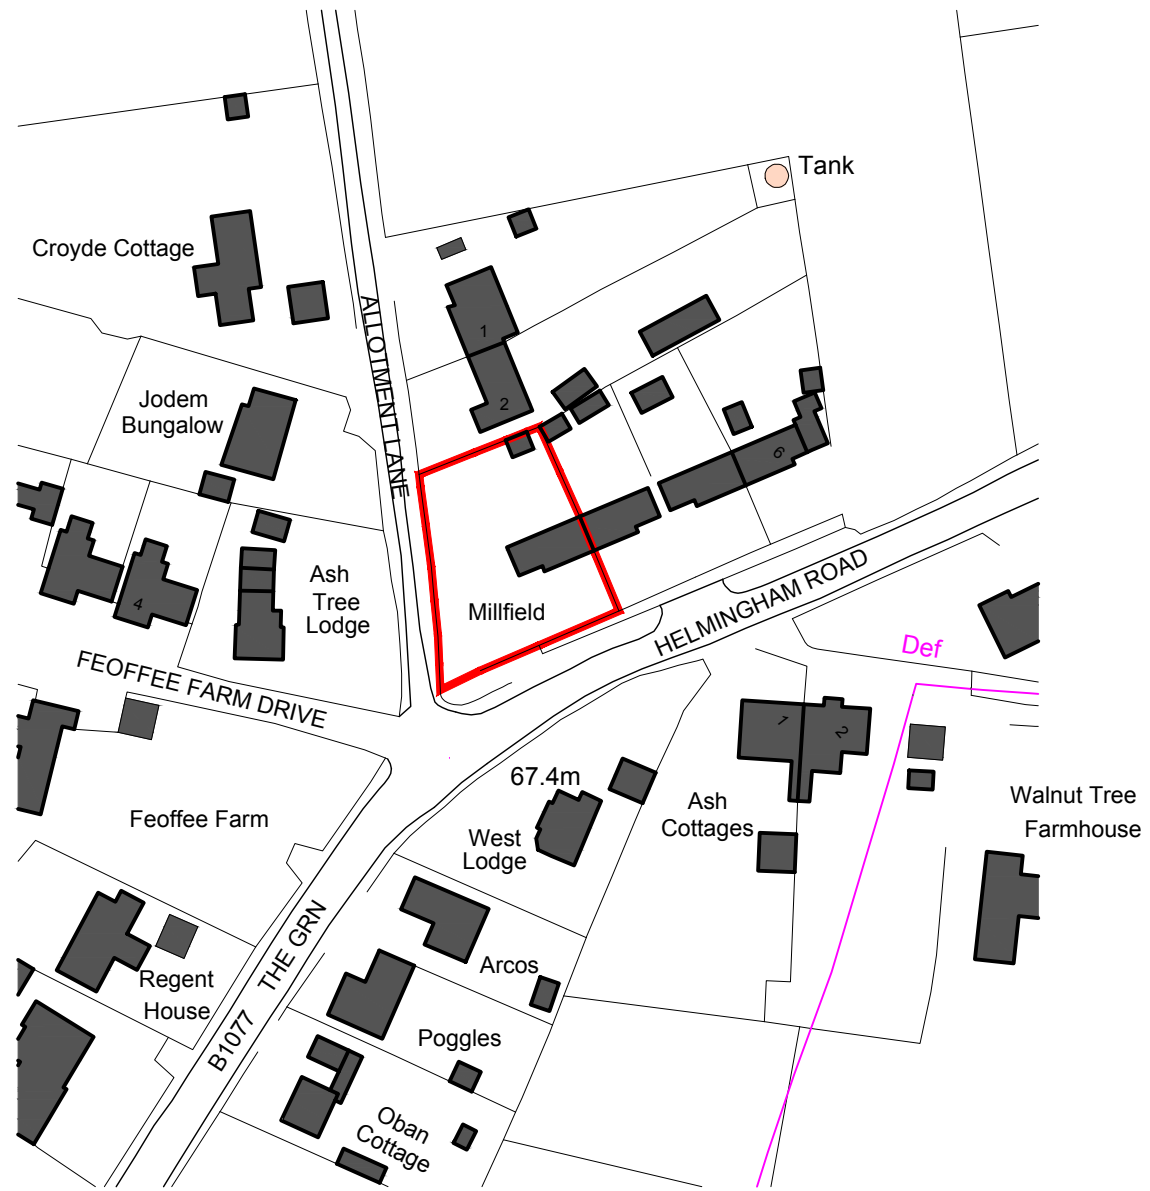 Tank
Croyde Cottage
ALLOTMENT LANE
1
2
Jodem
Bungalow
6
Ash
Tree
Lodge
4
Millfield
HELMINGHAM ROAD
Def
FEOFFEE FARM DRIVE
1
2
67.4m
Feoffee Farm
West
Lodge
Ash
Cottages
Walnut Tree
Farmhouse
B1077 THE GRN
Arcos
Regent
House
Poggles
Oban
Cottage